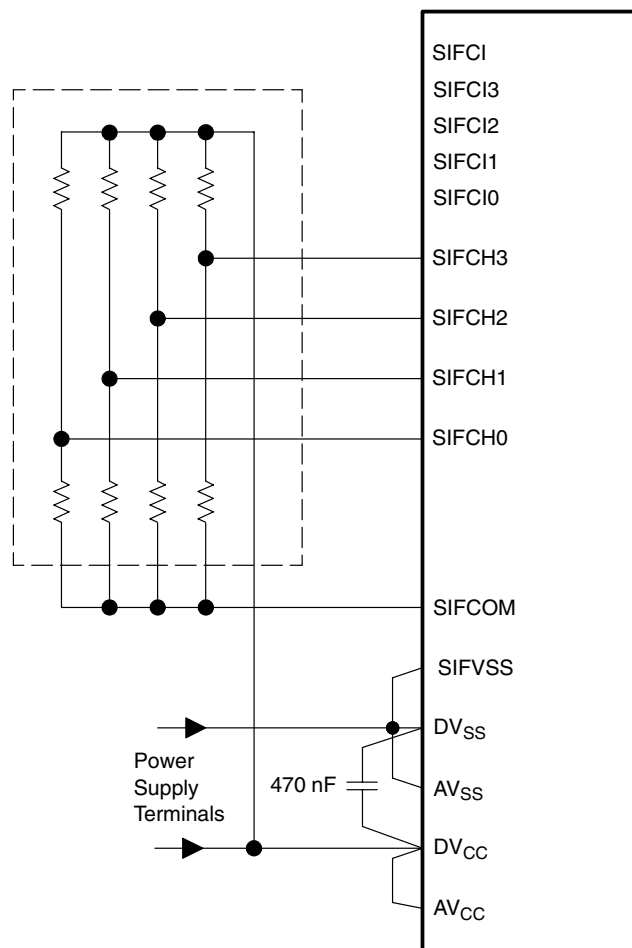 SIFCI
SIFCI3
SIFCI2
SIFCI1
SIFCI0
SIFCH3
SIFCH2
SIFCH1
SIFCH0
SIFCOM
SIFVSS
DVSS
Power
Supply
Terminals
470 nF
AVSS
DVCC
AVCC